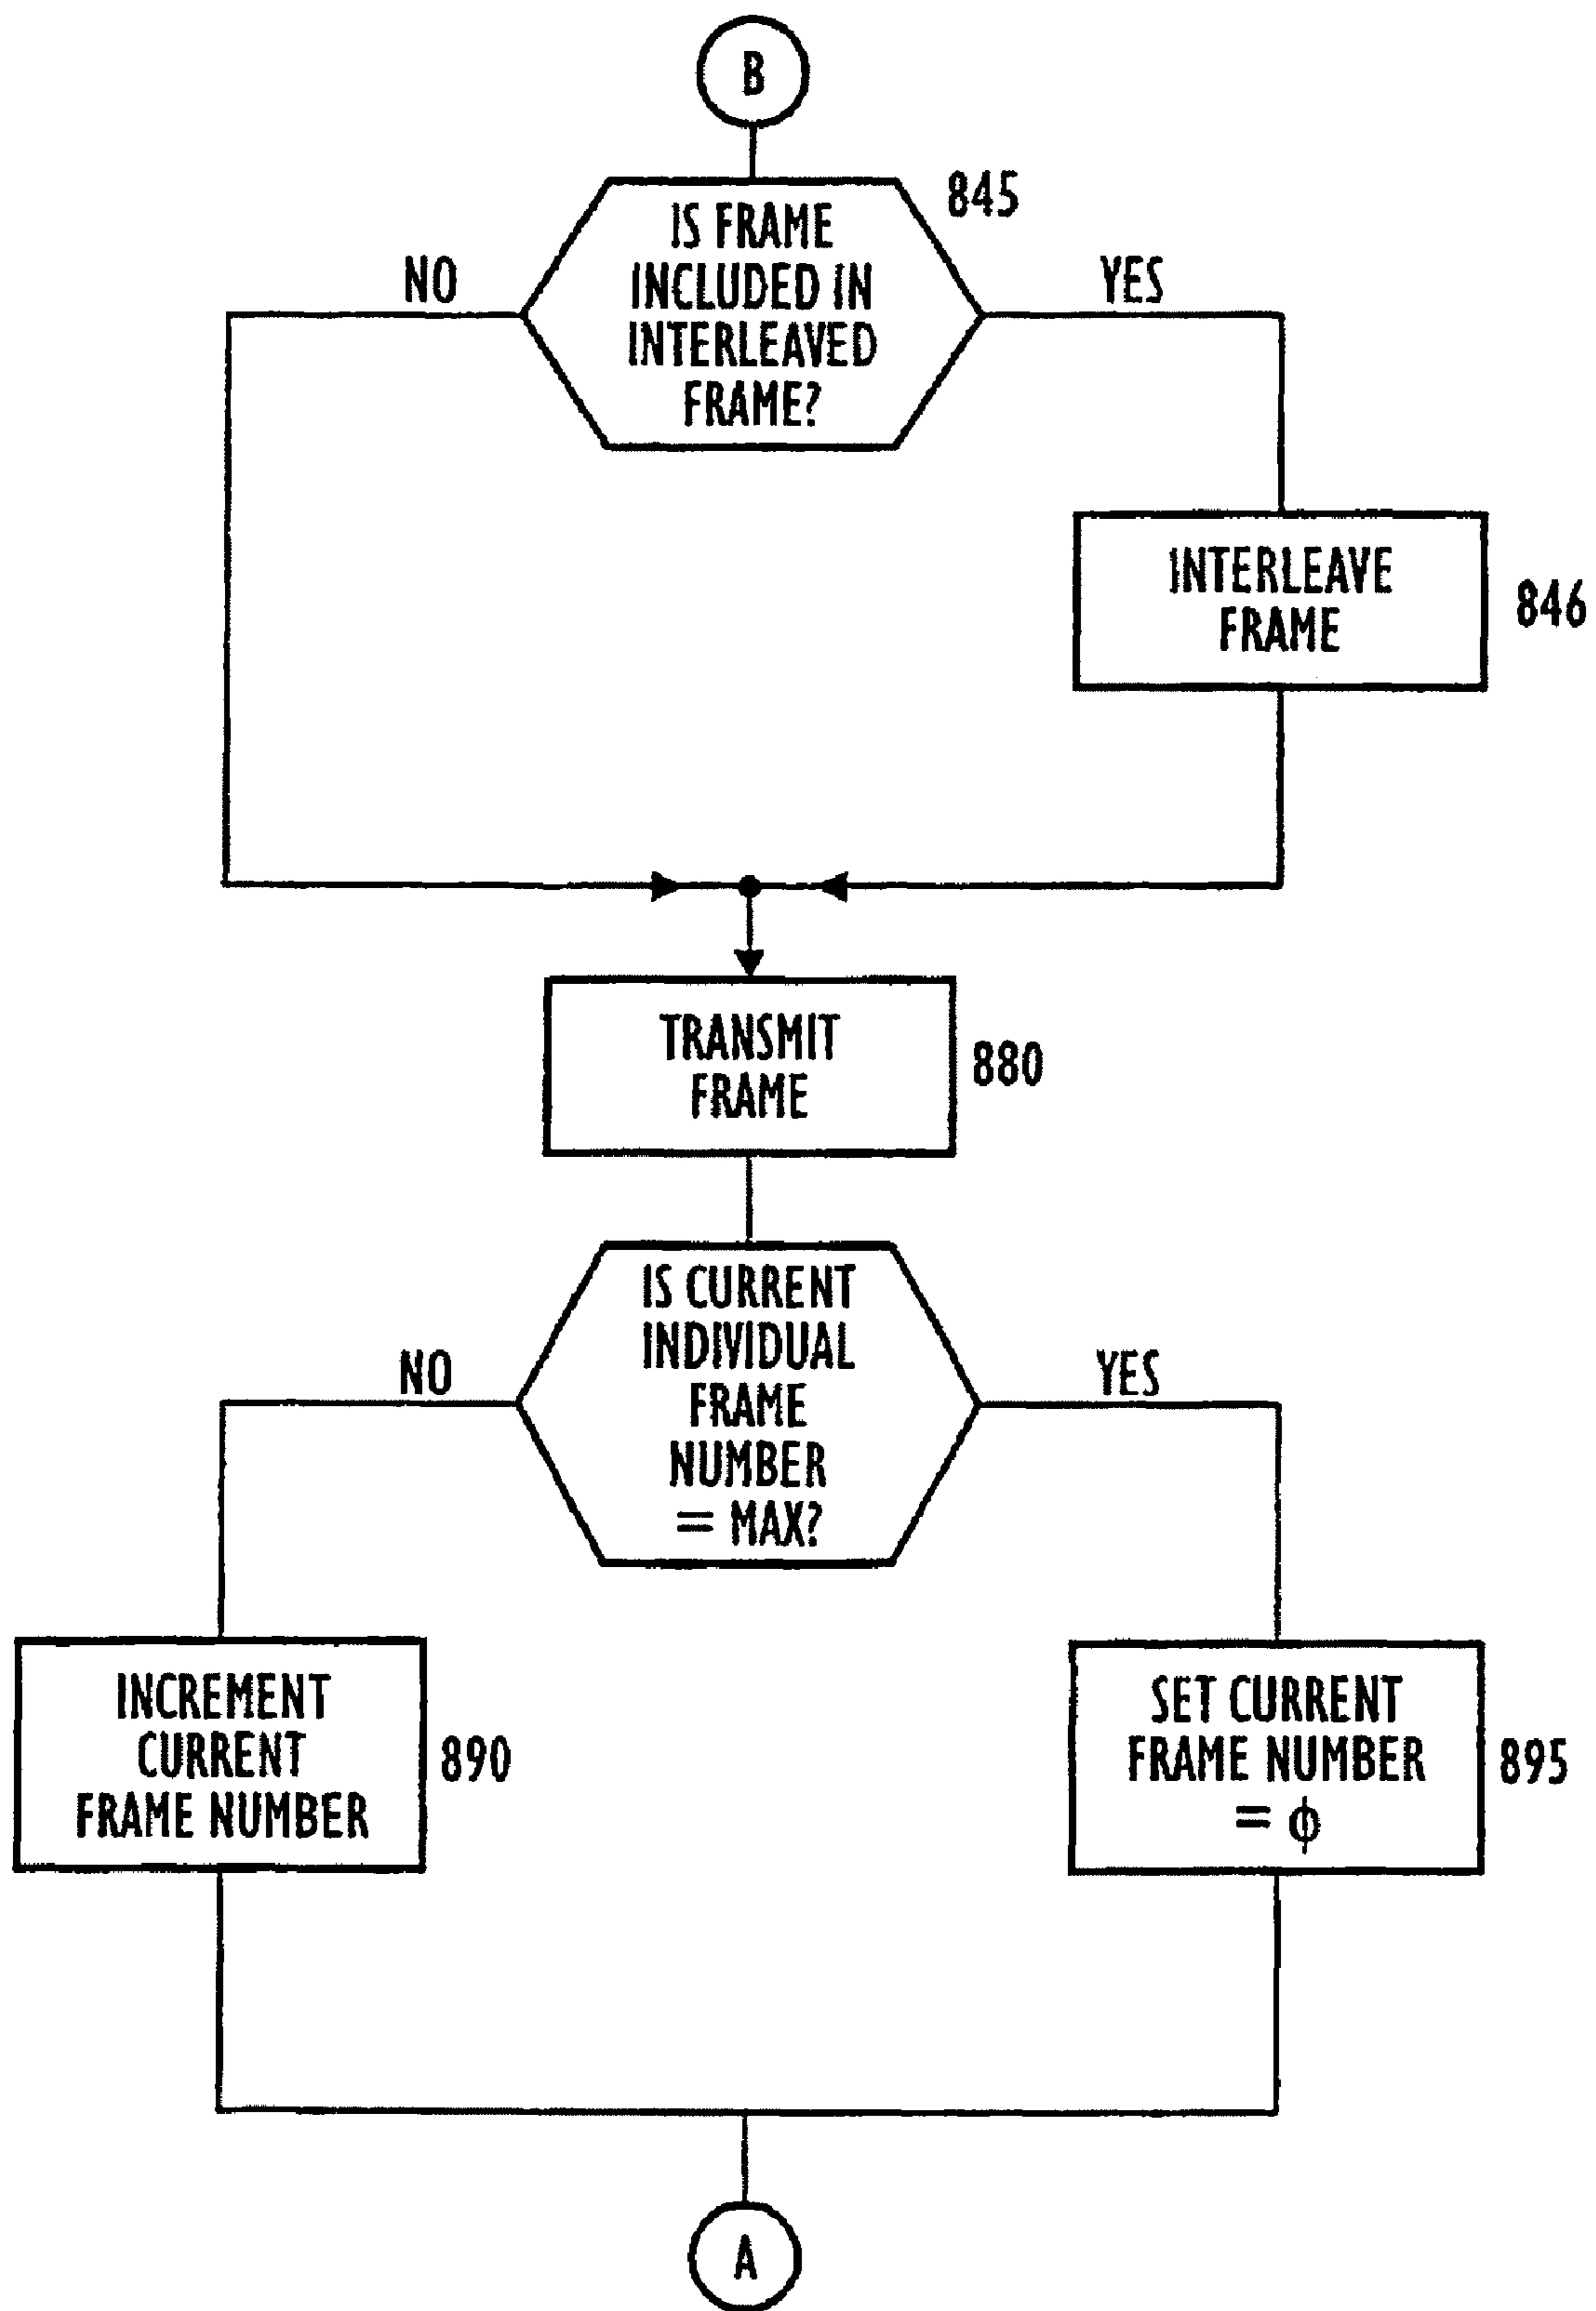 B
845
IS FRAME
INCLUDED IN
INTERLEAVED
FRAME?
NO
YES
INTERLEAVE
FRAME
846
TRANSMIT
FRAME
880
IS CURRENT
INDIVIDUAL
FRAME
NUMBER
= MAX?
NO
YES
INCREMENT
CURRENT
FRAME NUMBER
890
SET CURRENT
FRAME NUMBER
= ϕ
895
A